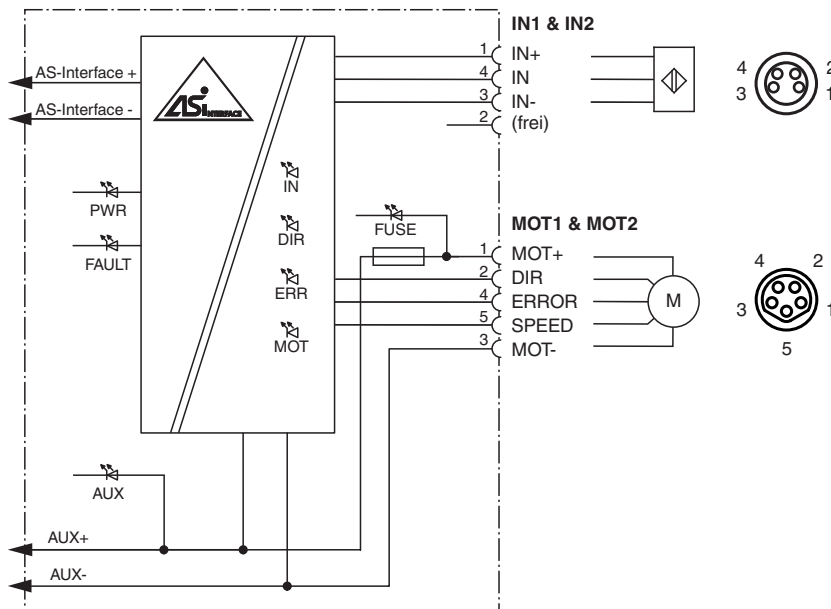 IN1 & IN2
1 IN+
4 IN
3 IN-
2 (frei)
4 2
3 1
AS-Interface +
AS-Interface -
ASi INTERFACE
PWR
FAULT
IN
DIR
ERR
MOT
FUSE
MOT1 & MOT2
1 MOT+
2 DIR
4 ERROR
5 SPEED
3 MOT-
M
4 2
3 1
5
AUX
AUX+
AUX-